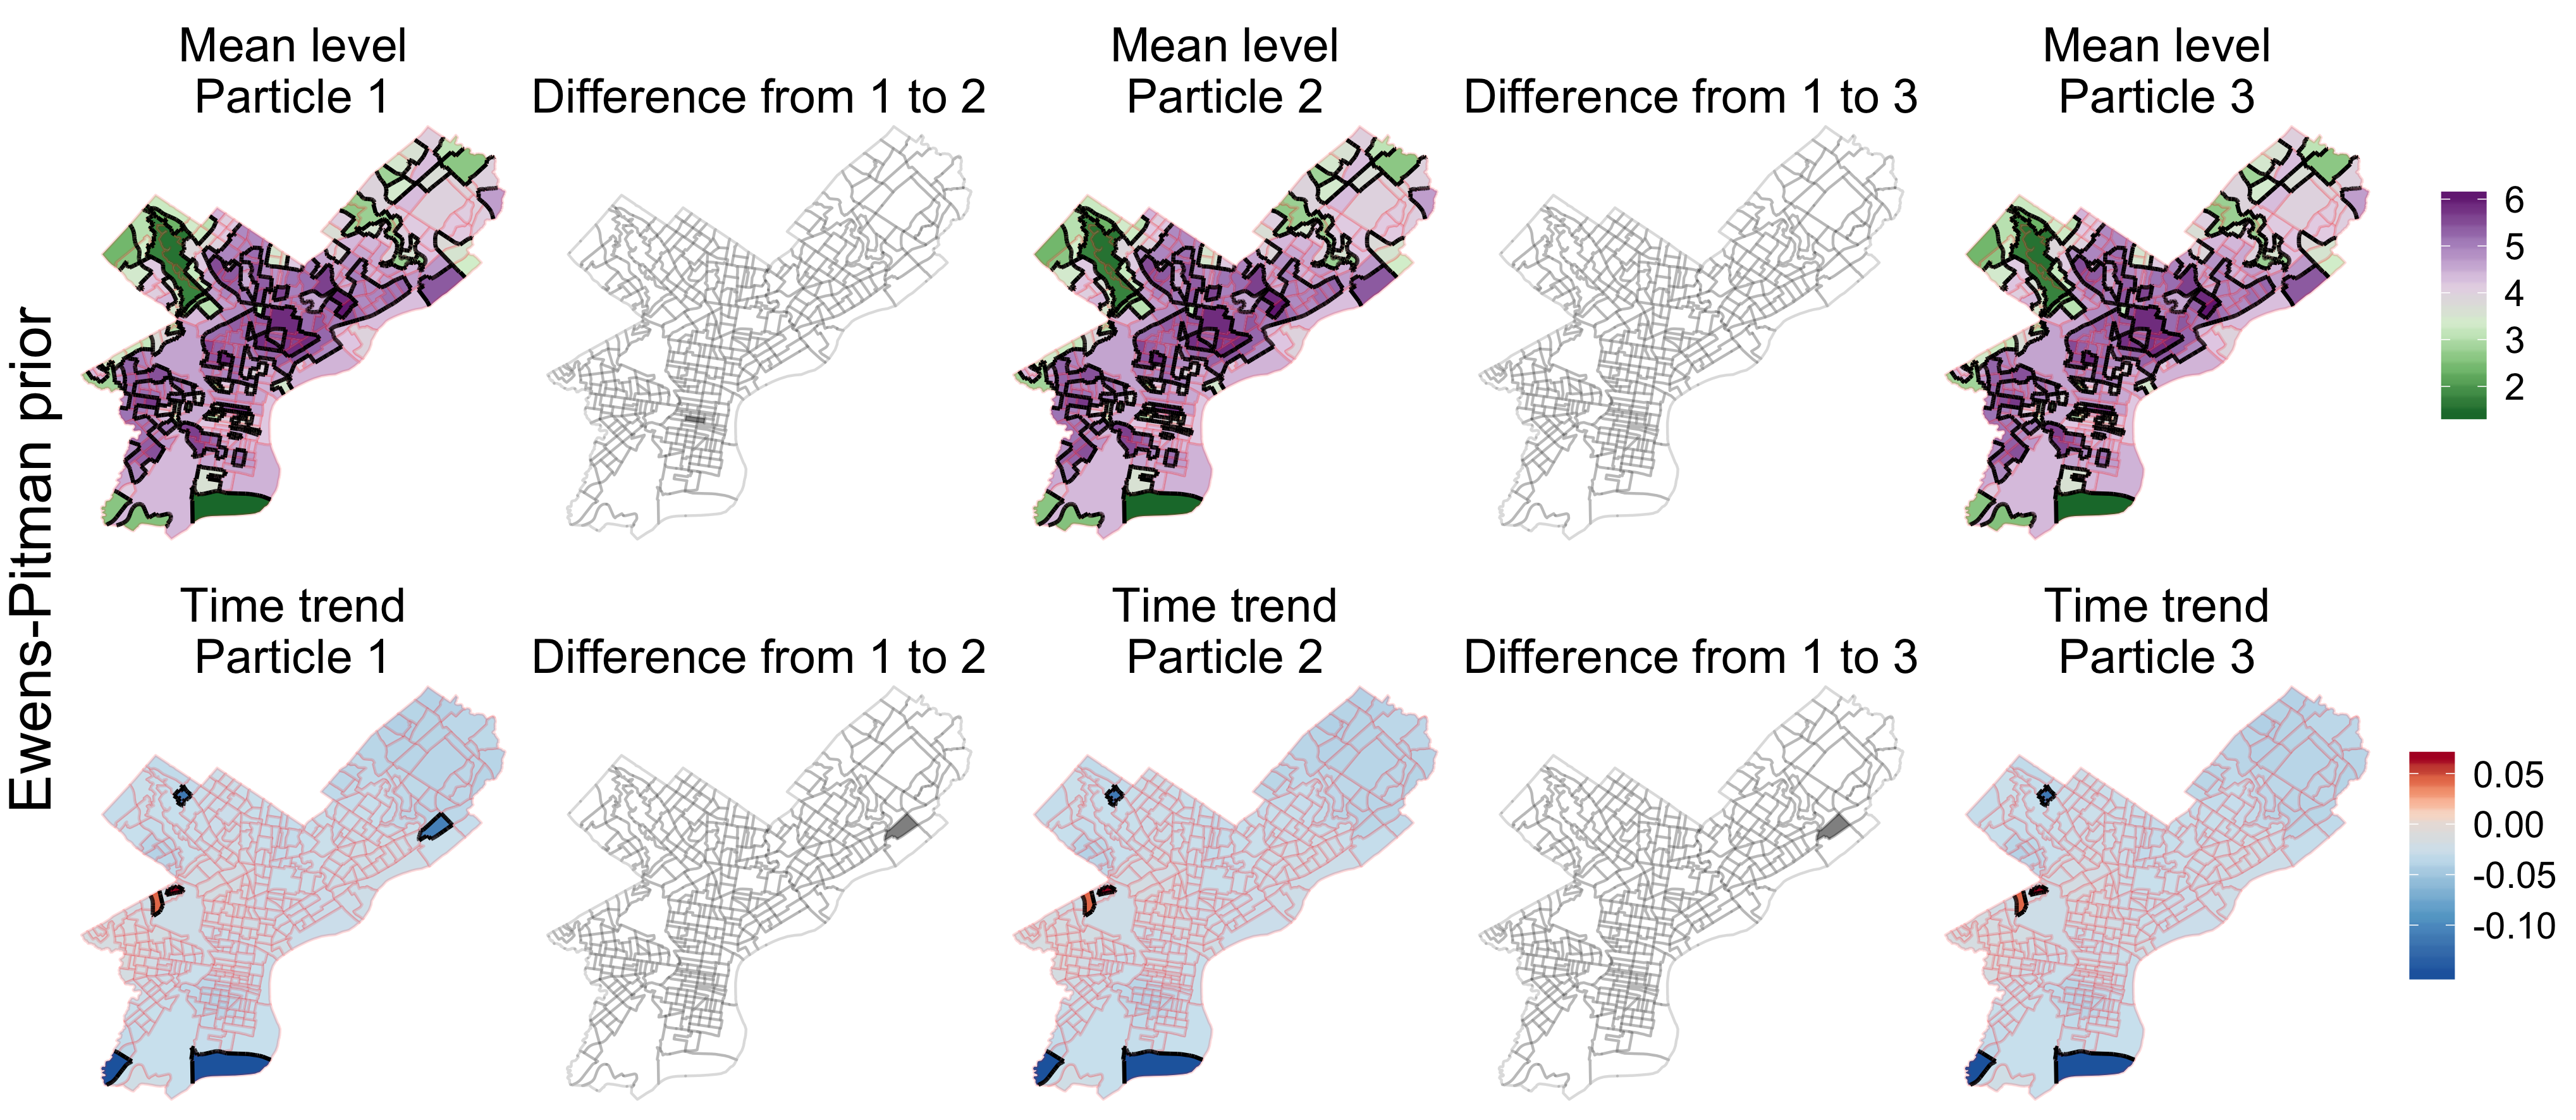 Ewens-Pitman prior
Mean level
Particle 1
Difference from 1 to 2
Mean level
Particle 2
Difference from 1 to 3
Mean level
Particle 3
6
5
4
3
2
Time trend
Particle 1
Difference from 1 to 2
Time trend
Particle 2
Difference from 1 to 3
Time trend
Particle 3
0.05
0.00
-0.05
-0.10